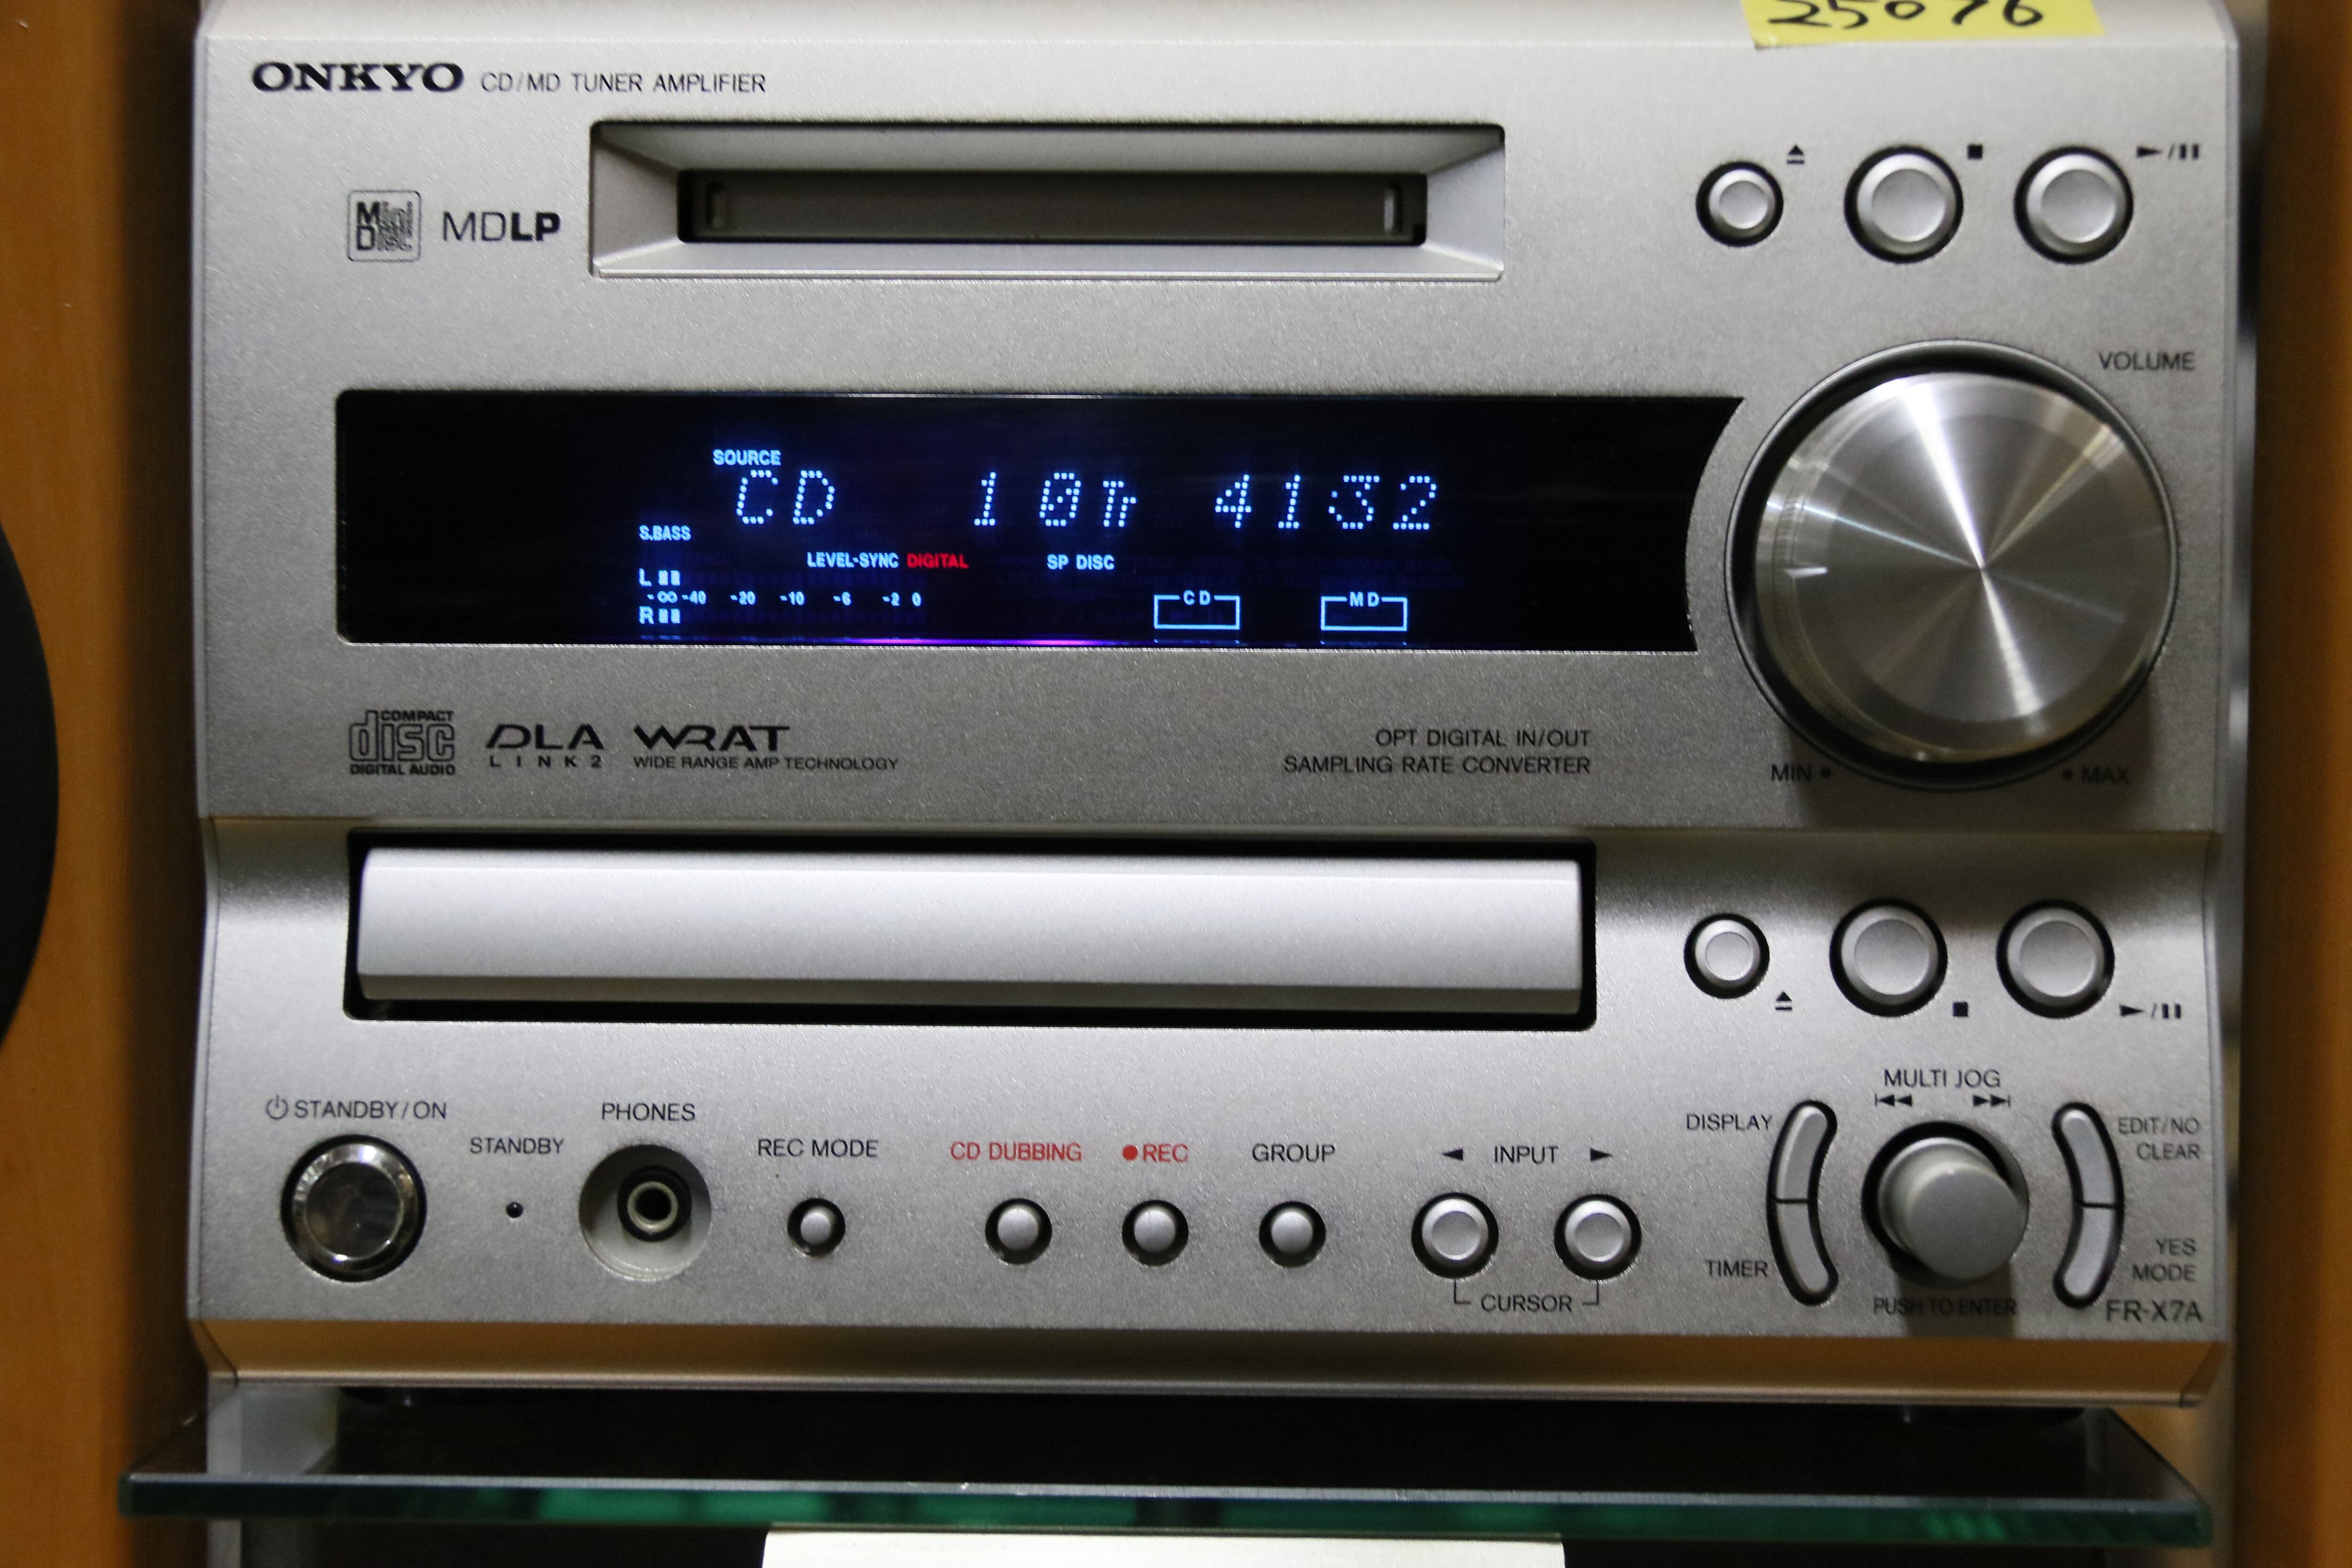 25076
ONKYO CD/MD TUNER AMPLIFIER
Mini Disc MDLP
▶/❚❚
VOLUME
SOURCE
CD 10Tr 4132
S.BASS
LEVEL-SYNC DIGITAL SP DISC
L
-∞ -40 -20 -10 -6 -2 0
R
CD MD
COMPACT disc DIGITAL AUDIO
DLA LINK2
WRAT
WIDE RANGE AMP TECHNOLOGY
OPT DIGITAL IN/OUT
SAMPLING RATE CONVERTER
MIN • • MAX
▶/❚❚
MULTI JOG
STANDBY/ON
STANDBY
PHONES
REC MODE
CD DUBBING
●REC
GROUP
◀ INPUT ▶
CURSOR
DISPLAY
TIMER
PUSH TO ENTER
EDIT/NO
CLEAR
YES
MODE
FR-X7A